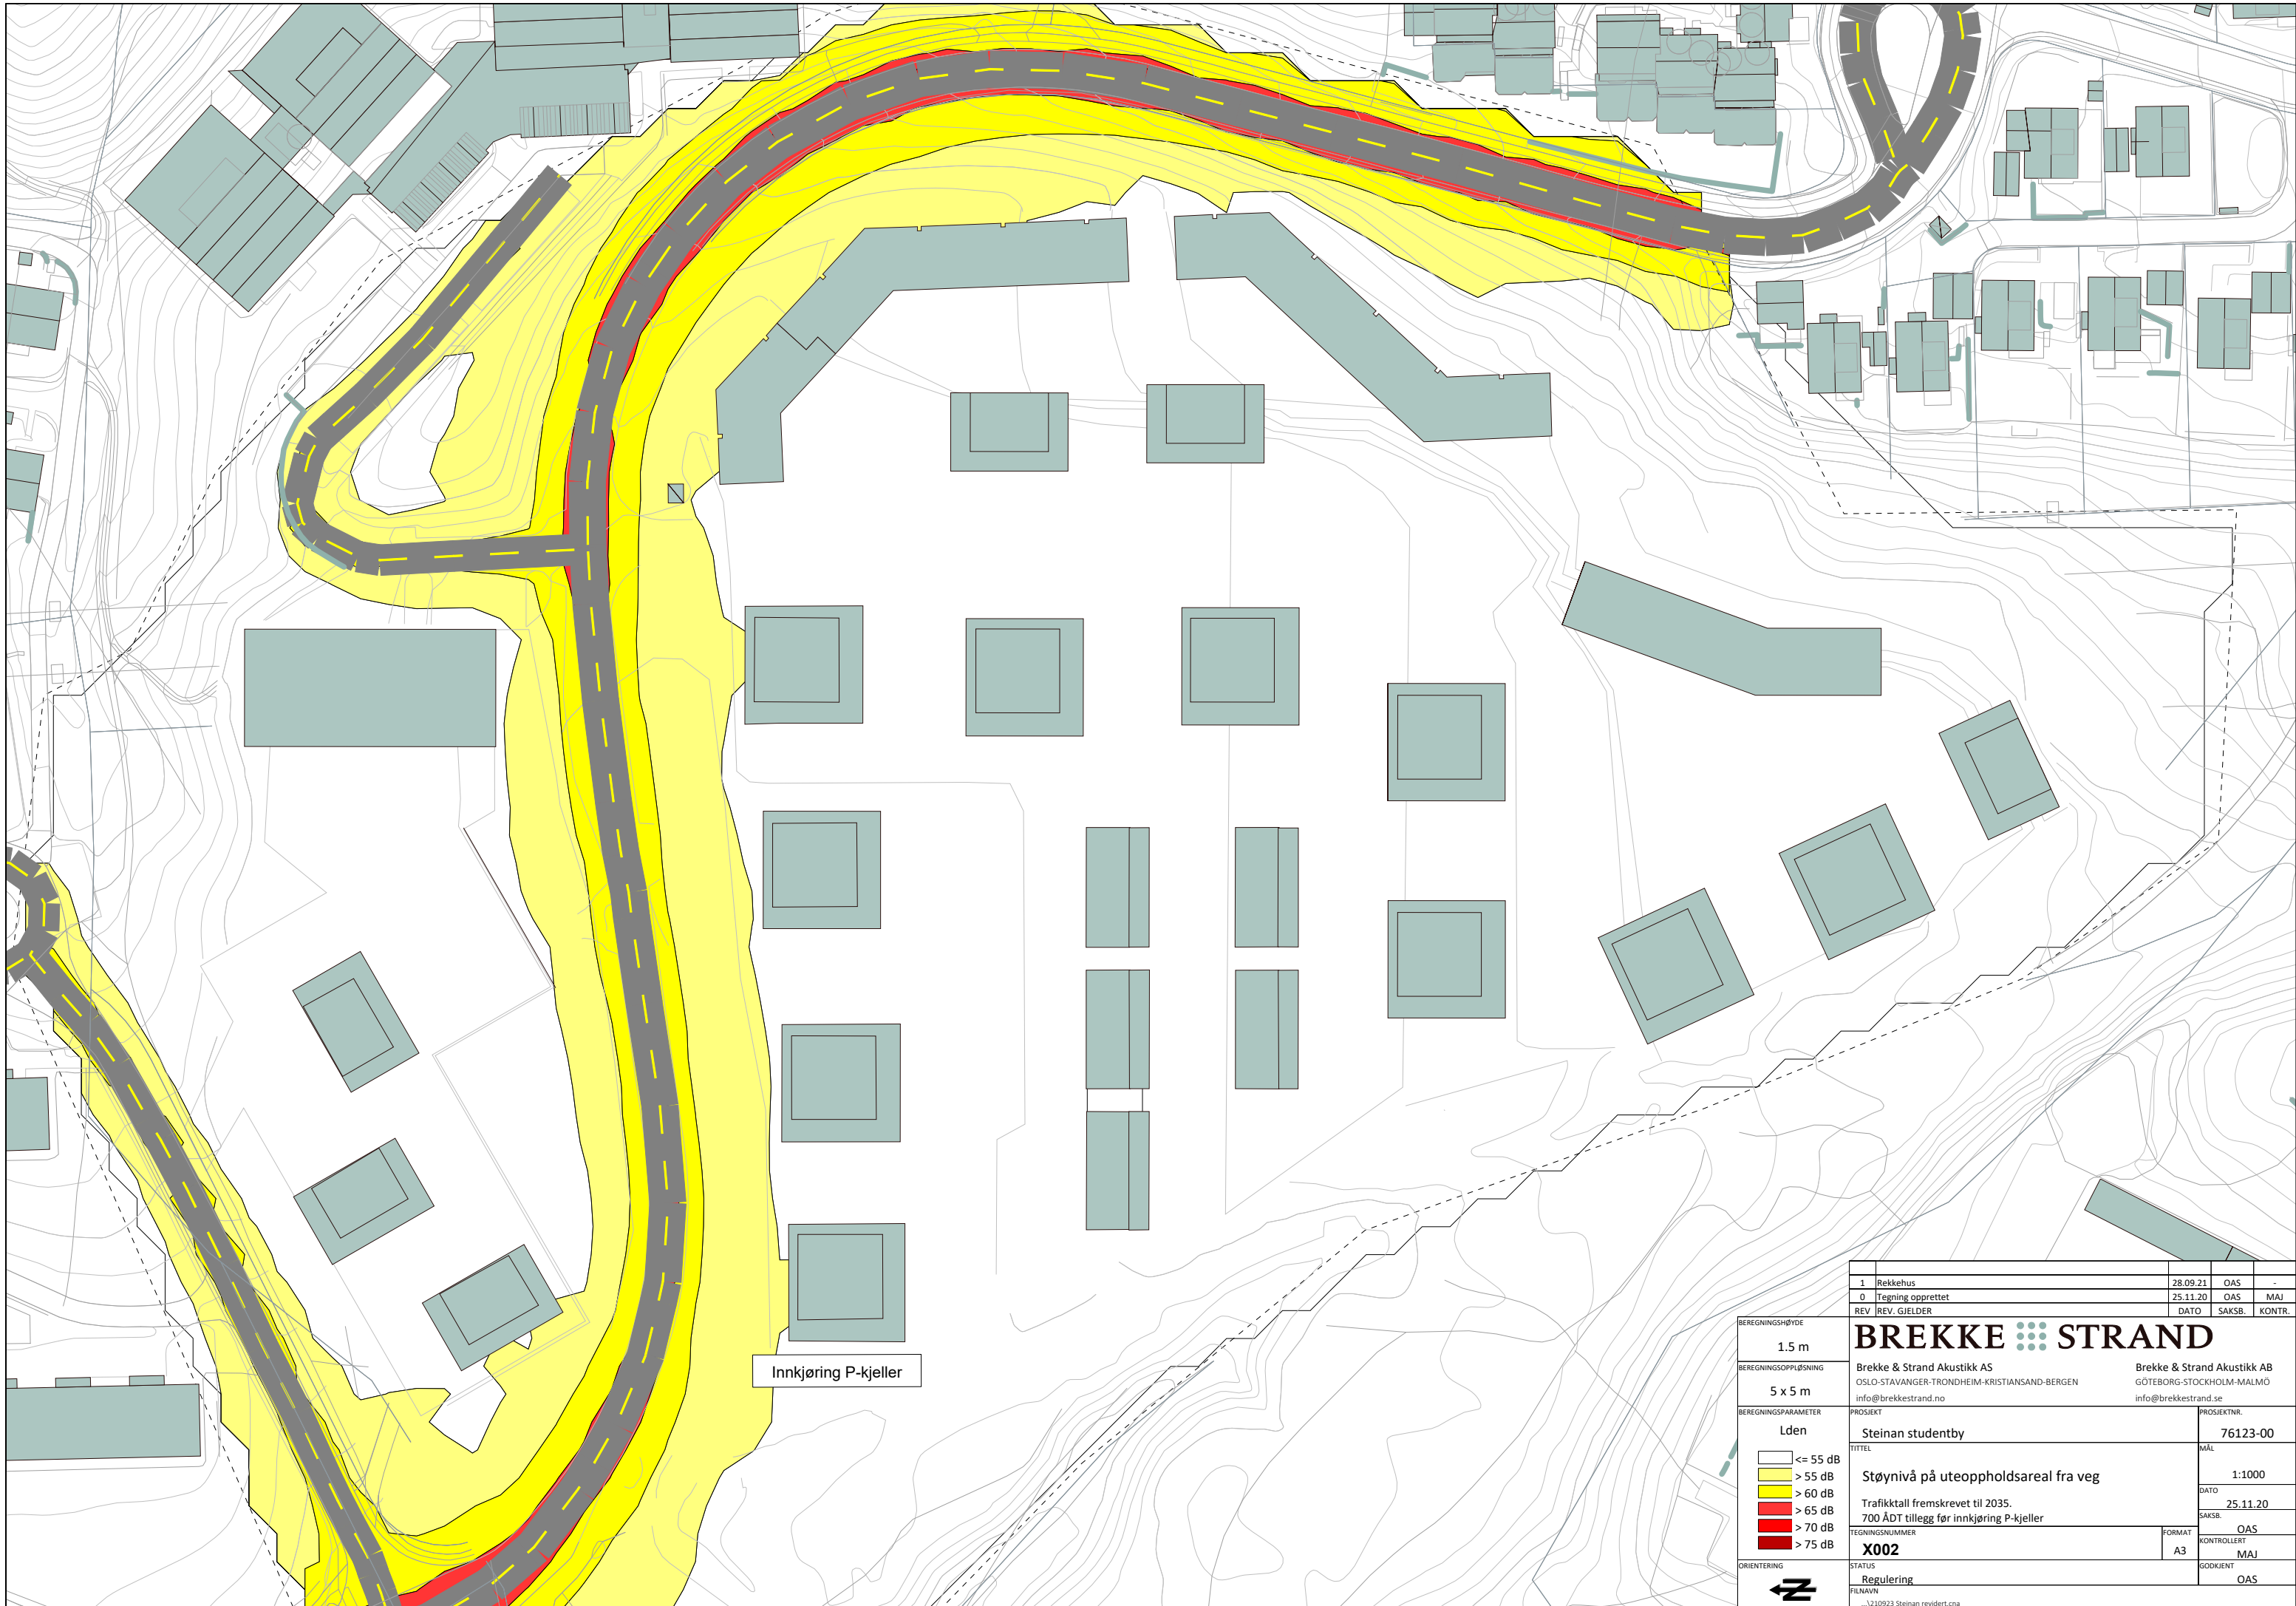 Innkjøring P-kjeller
1 Rekkehus 28.09.21 OAS -
0 Tegning opprettet 25.11.20 OAS MAJ
REV REV. GJELDER DATO SAKSB. KONTR.
BEREGNINGSHØYDE
1.5 m
BEREGNINGSOPPLØSNING
5 x 5 m
BEREGNINGSPARAMETER
Lden
<= 55 dB
> 55 dB
> 60 dB
> 65 dB
> 70 dB
> 75 dB
ORIENTERING
BREKKE STRAND
Brekke & Strand Akustikk AS
OSLO-STAVANGER-TRONDHEIM-KRISTIANSAND-BERGEN
info@brekkestrand.no
Brekke & Strand Akustikk AB
GÖTEBORG-STOCKHOLM-MALMÖ
info@brekkestrand.se
PROSJEKT
Steinan studentby
PROSJEKTNR.
76123-00
TITTEL
Støynivå på uteoppholdsareal fra veg
Trafikktall fremskrevet til 2035.
700 ÅDT tillegg før innkjøring P-kjeller
MÅL
1:1000
DATO
25.11.20
SAKSB.
OAS
TEGNINGSNUMMER
X002
FORMAT
A3
KONTROLLERT
MAJ
STATUS
Regulering
GODKJENT
OAS
FILNAVN
...\210923 Steinan revidert.cna